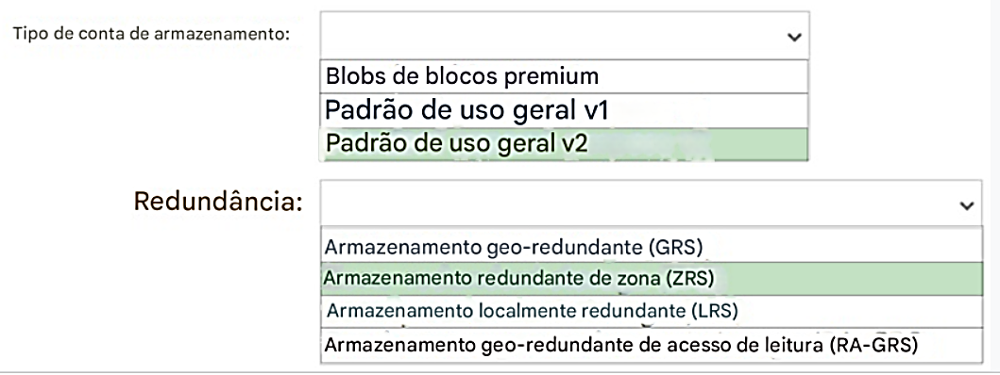 Tipo de conta de armazenamento:
Blobs de blocos premium
Padrão de uso geral v1
Padrão de uso geral v2
Redundância:
Armazenamento geo-redundante (GRS)
Armazenamento redundante de zona (ZRS)
Armazenamento localmente redundante (LRS)
Armazenamento geo-redundante de acesso de leitura (RA-GRS)